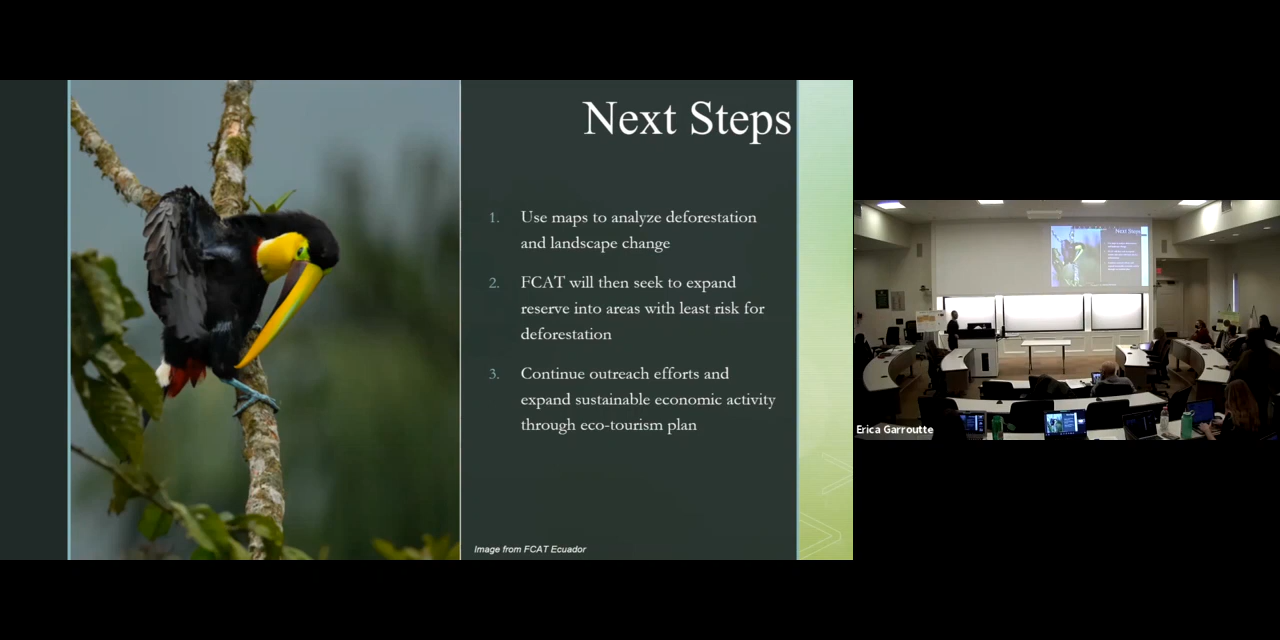 Next Steps
1. Use maps to analyze deforestation
and landscape change
2. FCAT will then seek to expand
reserve into areas with least risk for
deforestation
3. Continue outreach efforts and
expand sustainable economic activity
through eco-tourism plan
Image from FCAT Ecuador
Next Steps
Erica Garroutte